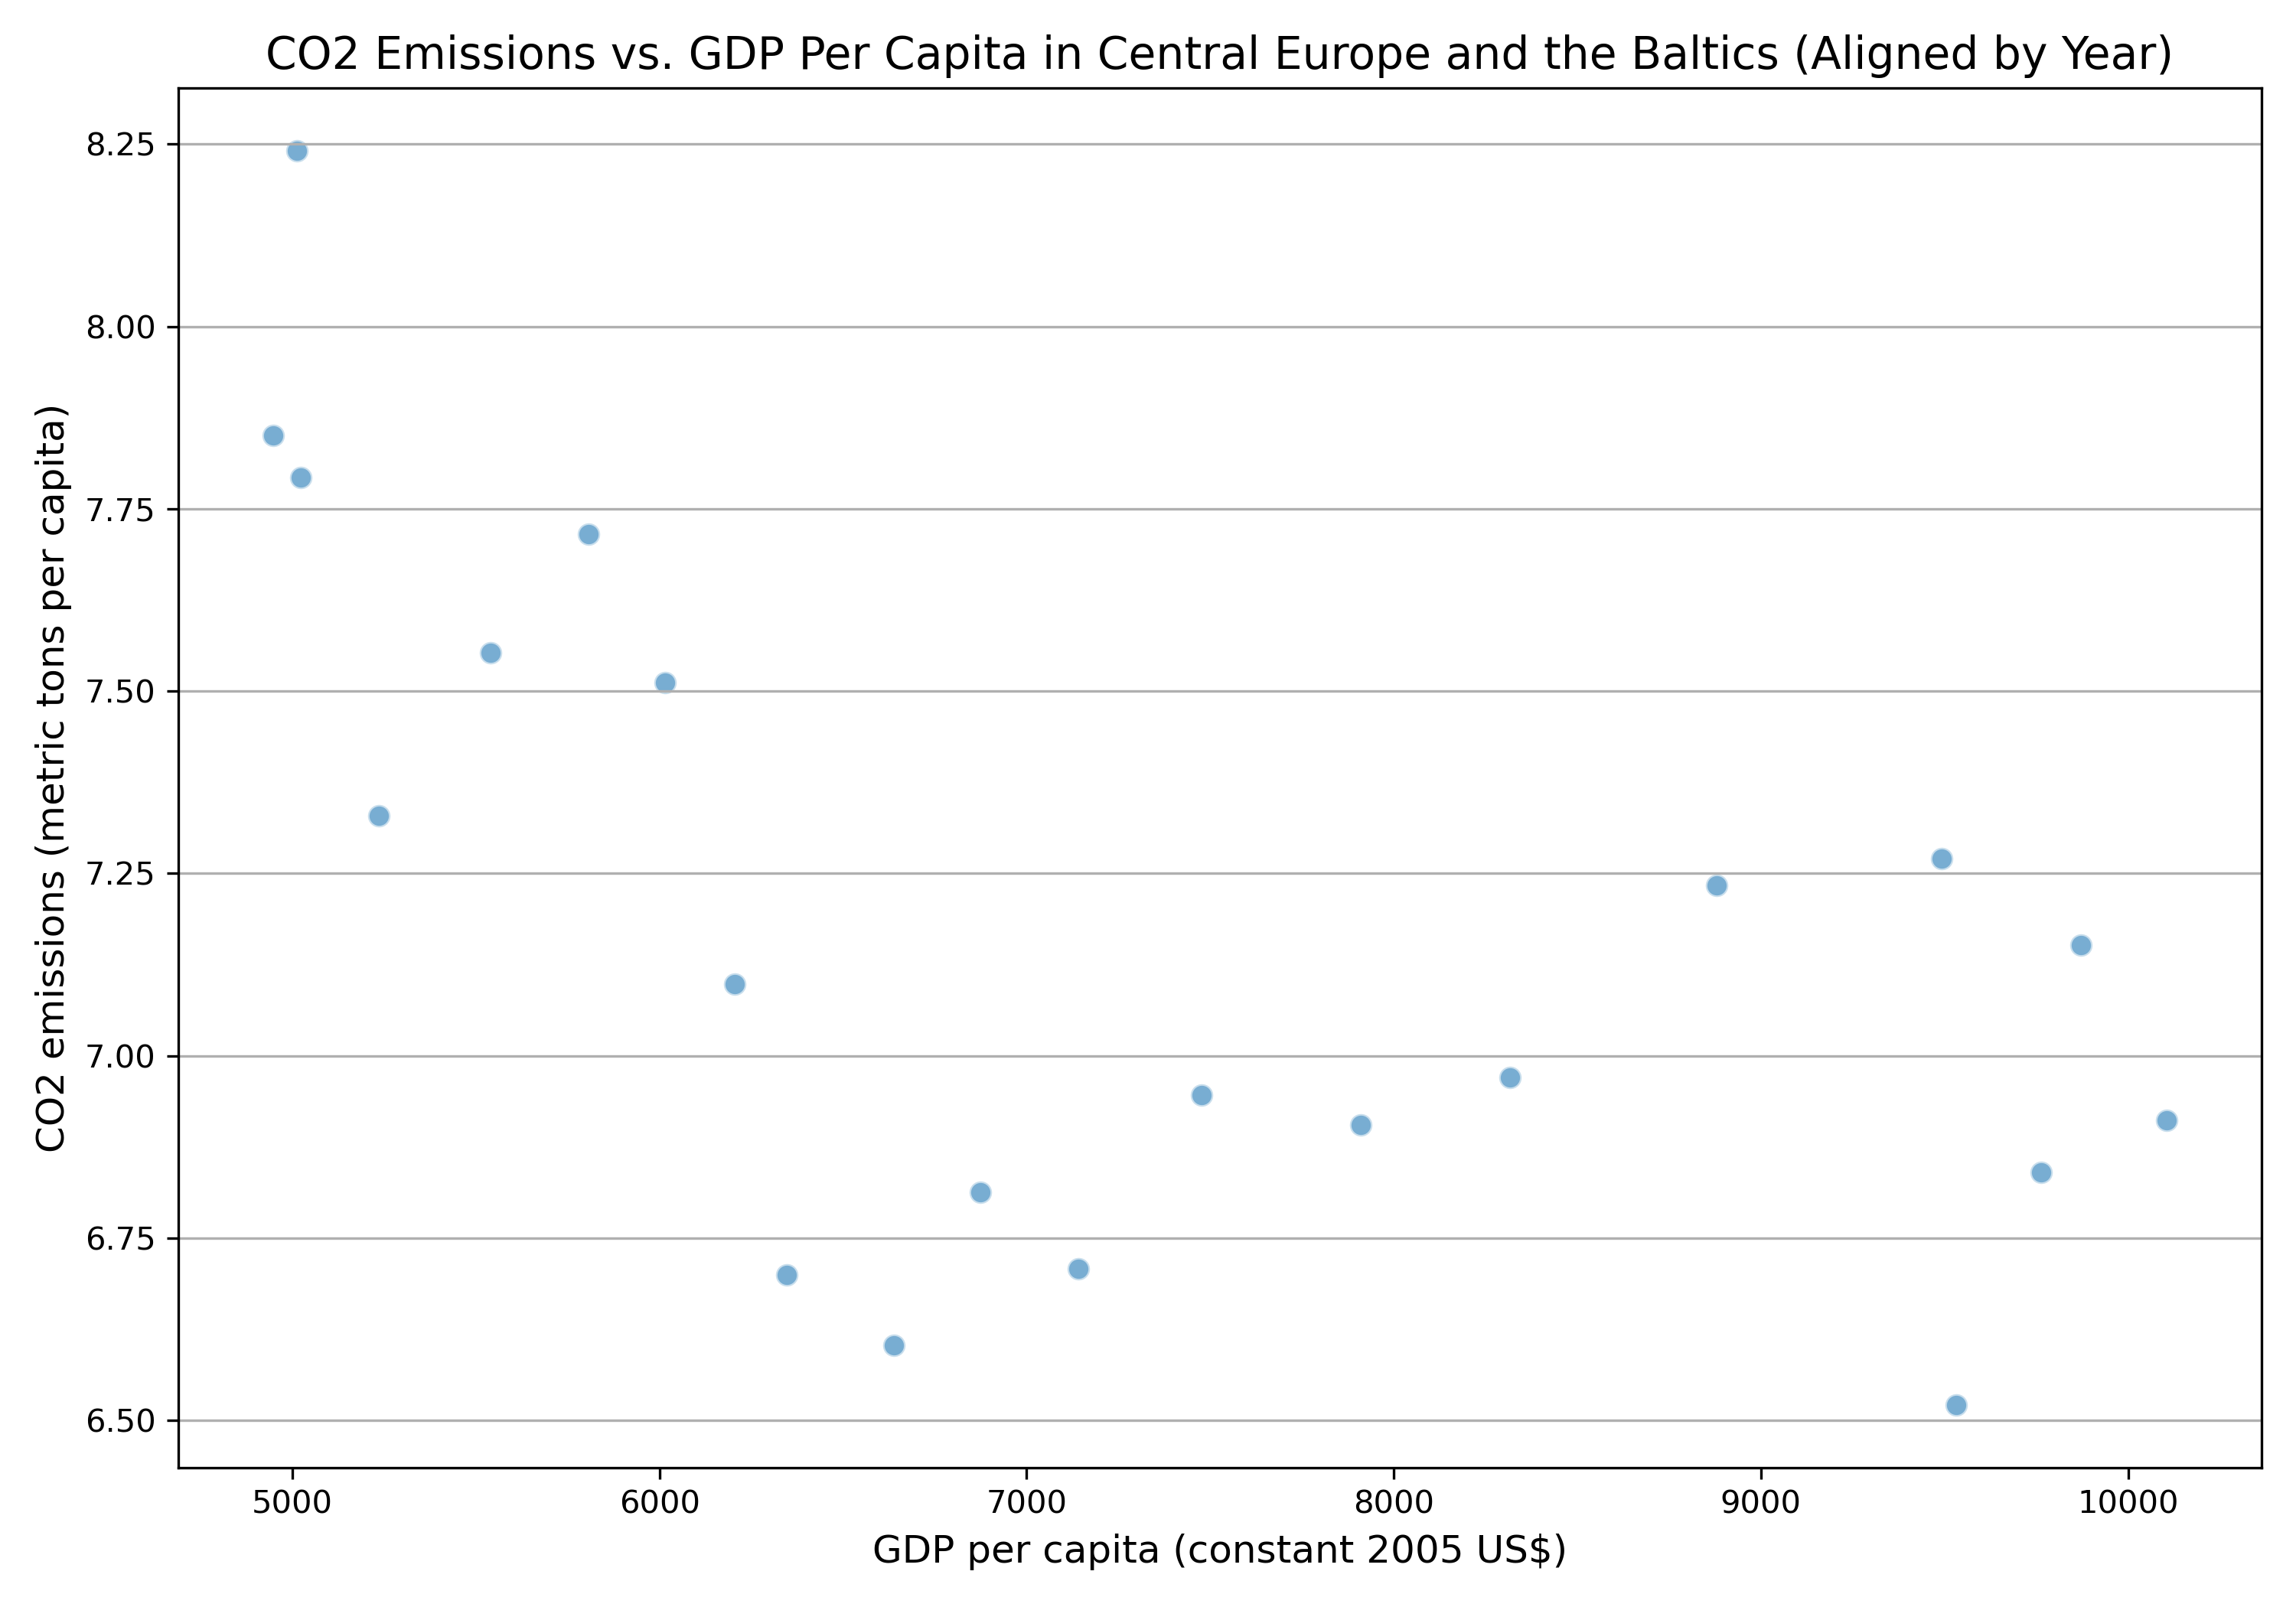 CO2 Emissions vs. GDP Per Capita in Central Europe and the Baltics (Aligned by Year)
CO2 emissions (metric tons per capita)
8.25
8.00
7.75
7.50
7.25
7.00
6.75
6.50
5000 6000 7000 8000 9000 10000
GDP per capita (constant 2005 US$)